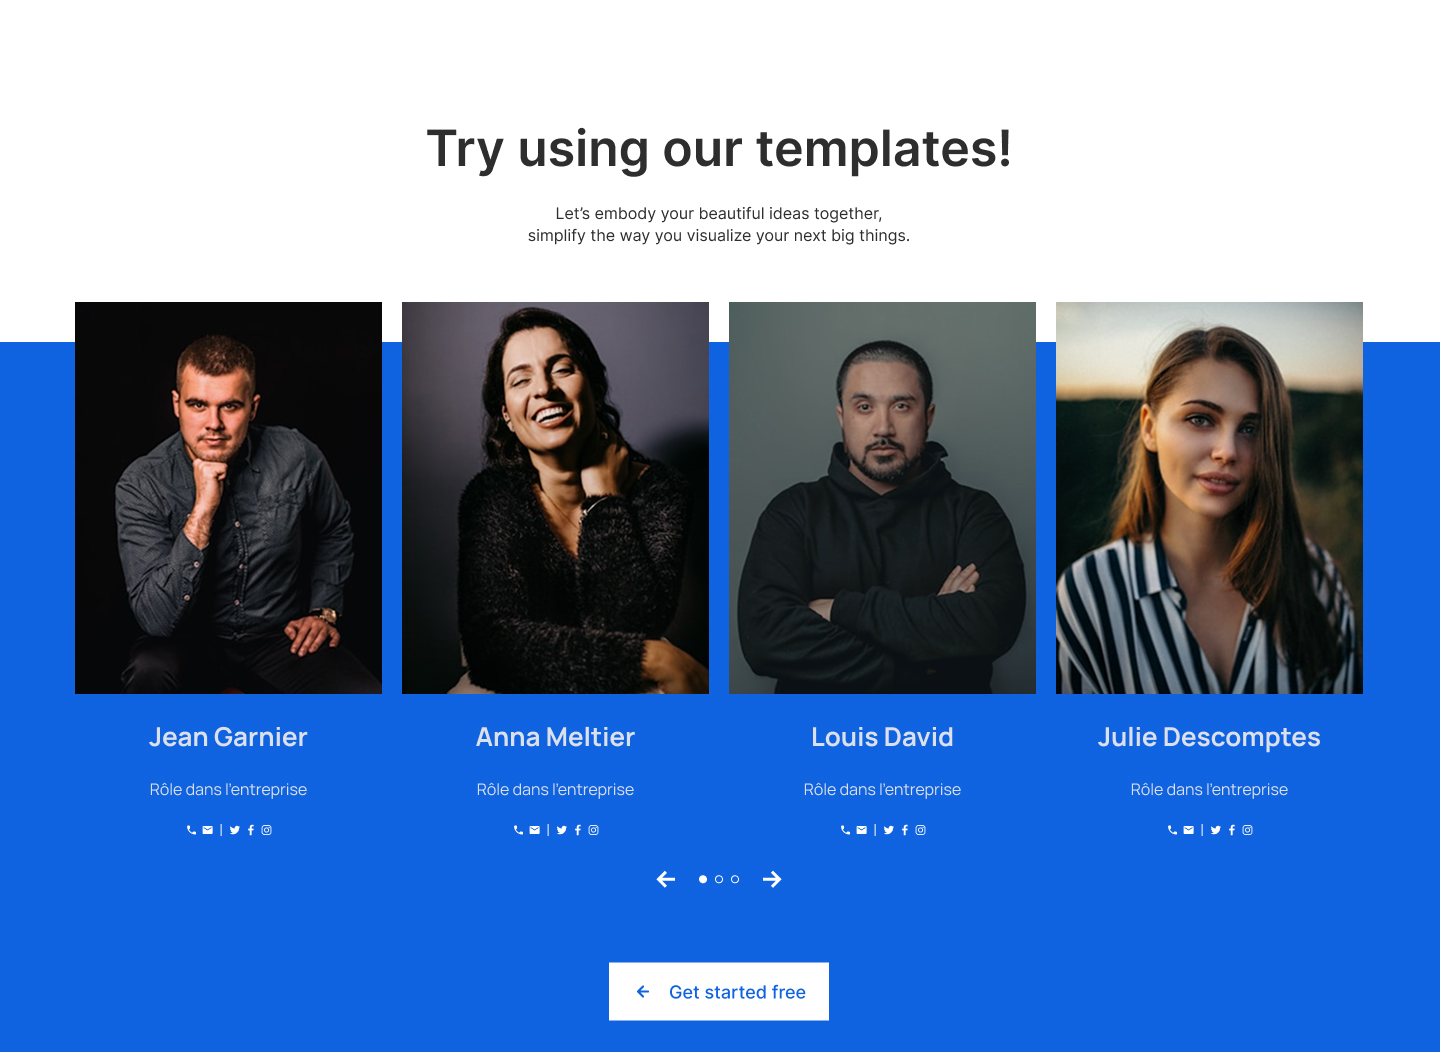 Try using our templates!
Let’s embody your beautiful ideas together,
simplify the way you visualize your next big things.
Jean Garnier
Rôle dans l’entreprise
Anna Meltier
Rôle dans l’entreprise
Louis David
Rôle dans l’entreprise
Julie Descomptes
Rôle dans l’entreprise
Get started free